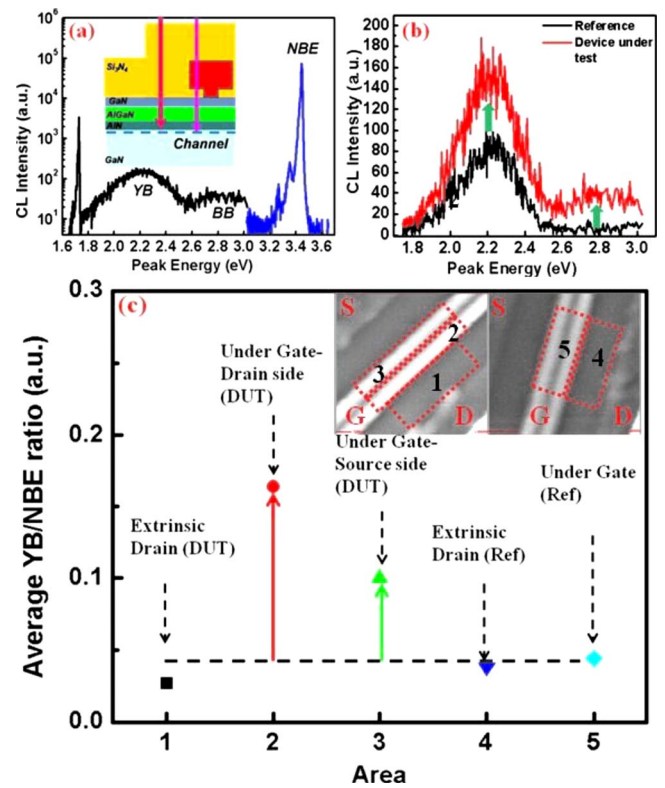 (a)
CL Intensity (a.u.)
10⁶
10⁵
10⁴
10³
10²
10¹
Si₃N₄
GaN
AlGaN
AlN
Channel
GaN
NBE
YB
BB
1.6 1.8 2.0 2.2 2.4 2.6 2.8 3.0 3.2 3.4 3.6
Peak Energy (eV)
(b)
Reference
Device under
test
CL Intensity (a.u.)
200
180
160
140
120
100
80
60
40
20
0
2.0 2.2 2.4 2.6 2.8 3.0
Peak Energy (eV)
(c)
Average YB/NBE ratio (a.u.)
0.3
0.2
0.1
0.0
Under Gate-
Drain side
(DUT)
Extrinsic
Drain (DUT)
S
2
3
1
G
D
S
5
4
G
D
Under Gate-
Source side
(DUT)
Extrinsic
Drain (Ref)
Under Gate
(Ref)
1 2 3 4 5
Area